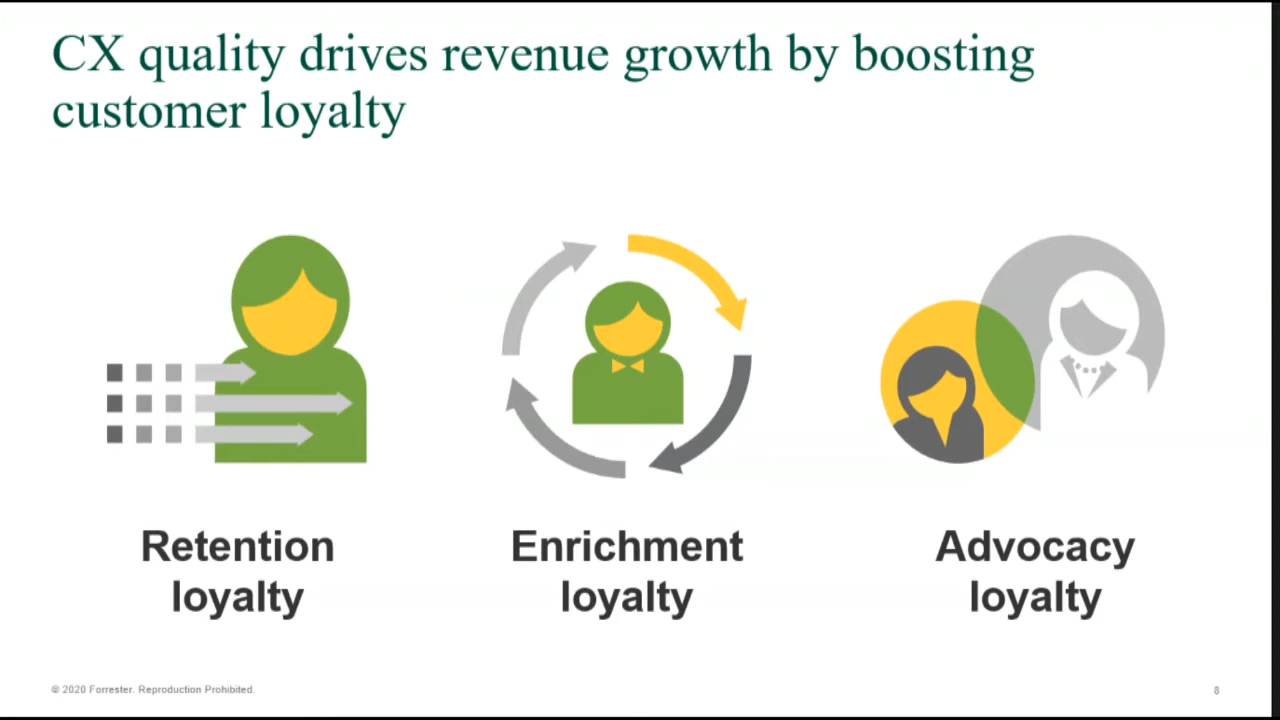 CX quality drives revenue growth by boosting
customer loyalty
Retention
loyalty
Enrichment
loyalty
Advocacy
loyalty
© 2020 Forrester. Reproduction Prohibited.
8